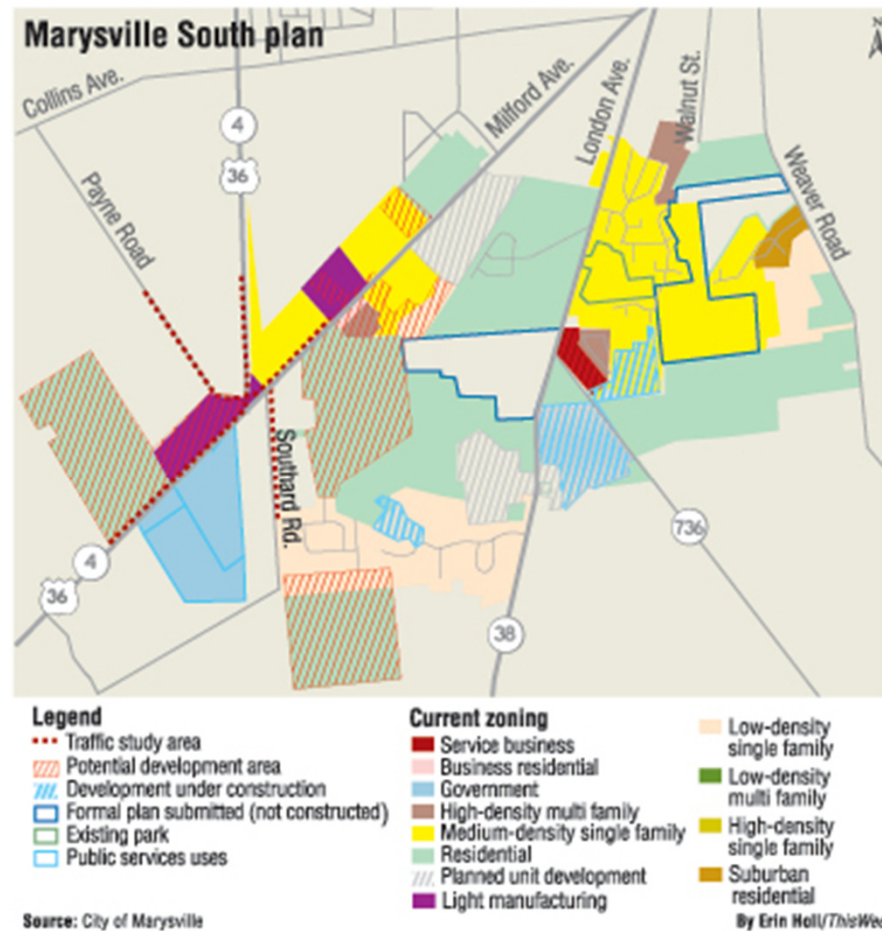 Marysville South plan
N
Collins Ave.
4
36
Milford Ave.
London Ave.
Walnut St.
Payne Road
Weaver Road
Southard Rd.
4
36
736
38
Legend
Traffic study area
Potential development area
Development under construction
Formal plan submitted (not constructed)
Existing park
Public services uses
Current zoning
Service business
Business residential
Government
High-density multi family
Medium-density single family
Residential
Planned unit development
Light manufacturing
Low-density
single family
Low-density
multi family
High-density
single family
Suburban
residential
Source: City of Marysville
By Erin Holl/ThisWee